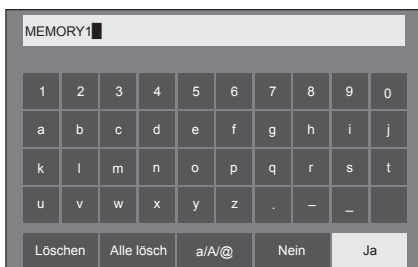 MEMORY1
1 2 3 4 5 6 7 8 9 0
a b c d e f g h i j
k l m n o p q r s t
u v w x y z . – _
Löschen Alle lösch a/A/@ Nein Ja